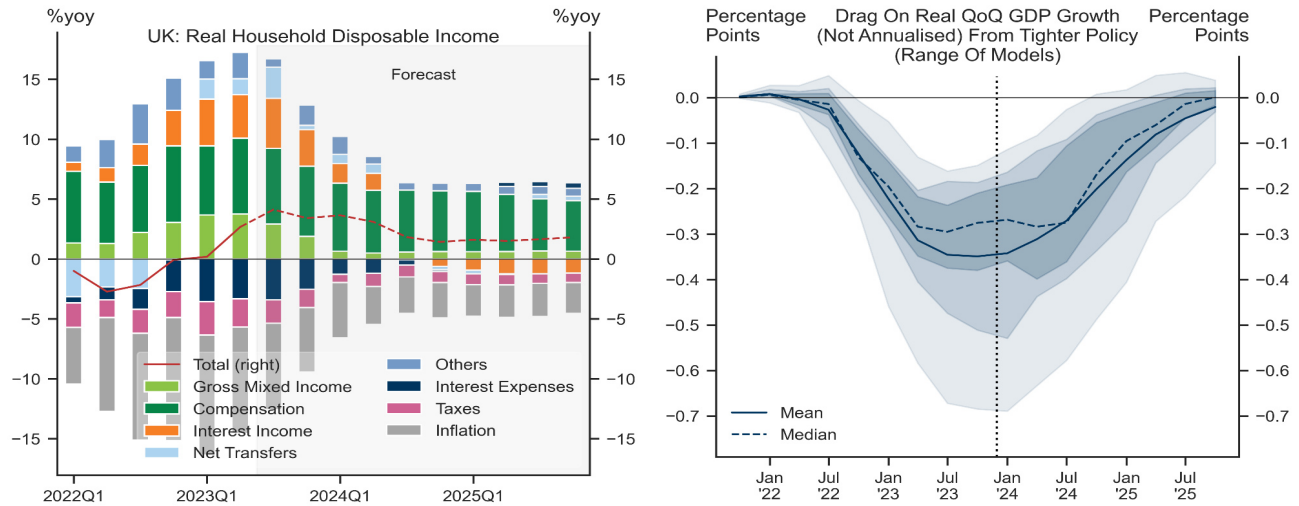 %yoy
%yoy
UK: Real Household Disposable Income
Forecast
15
10
5
0
−5
−10
−15
15
10
5
0
−5
−10
−15
Total (right)
Gross Mixed Income
Compensation
Interest Income
Net Transfers
Others
Interest Expenses
Taxes
Inflation
2022Q1
2023Q1
2024Q1
2025Q1
Percentage
Points
Drag On Real QoQ GDP Growth
(Not Annualised) From Tighter Policy
(Range Of Models)
Percentage
Points
0.0
−0.1
−0.2
−0.3
−0.4
−0.5
−0.6
−0.7
0.0
−0.1
−0.2
−0.3
−0.4
−0.5
−0.6
−0.7
Mean
Median
Jan
'22
Jul
'22
Jan
'23
Jul
'23
Jan
'24
Jul
'24
Jan
'25
Jul
'25